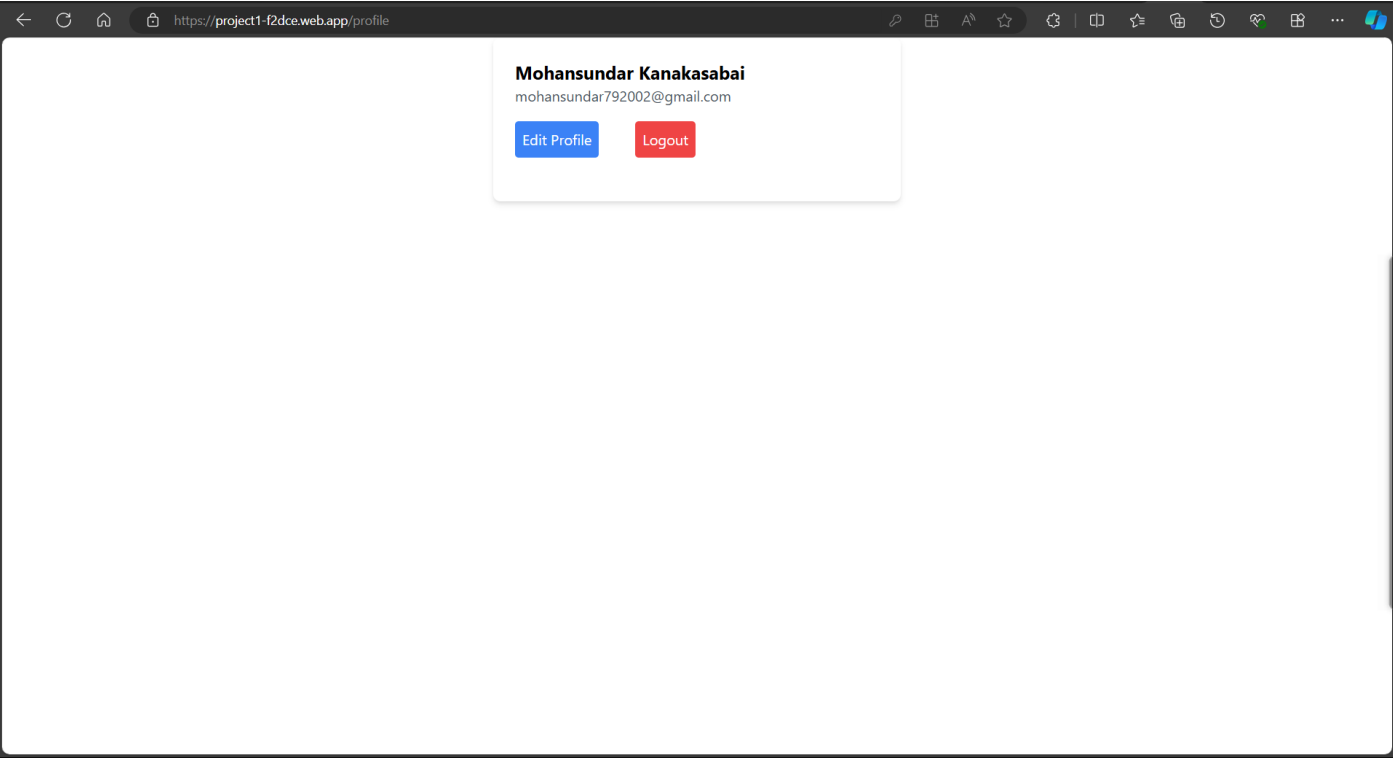 https://project1-f2dce.web.app/profile
Mohansundar Kanakasabai
mohansundar792002@gmail.com
Edit Profile Logout